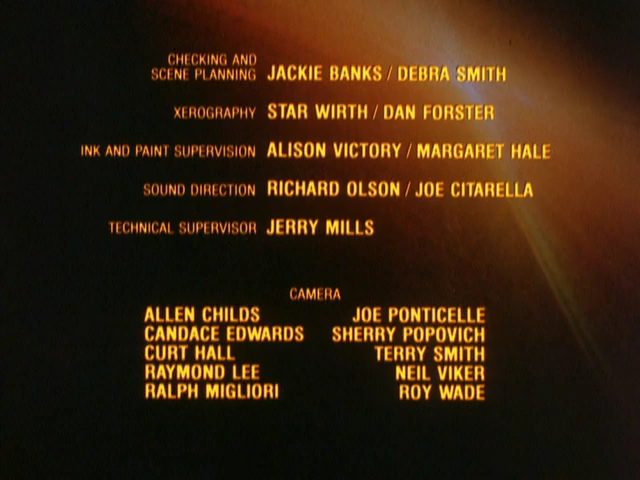 CHECKING AND
SCENE PLANNING JACKIE BANKS / DEBRA SMITH
XEROGRAPHY STAR WIRTH / DAN FORSTER
INK AND PAINT SUPERVISION ALISON VICTORY / MARGARET HALE
SOUND DIRECTION RICHARD OLSON / JOE CITARELLA
TECHNICAL SUPERVISOR JERRY MILLS
CAMERA
ALLEN CHILDS JOE PONTICELLE
CANDACE EDWARDS SHERRY POPOVICH
CURT HALL TERRY SMITH
RAYMOND LEE NEIL VIKER
RALPH MIGLIORI ROY WADE